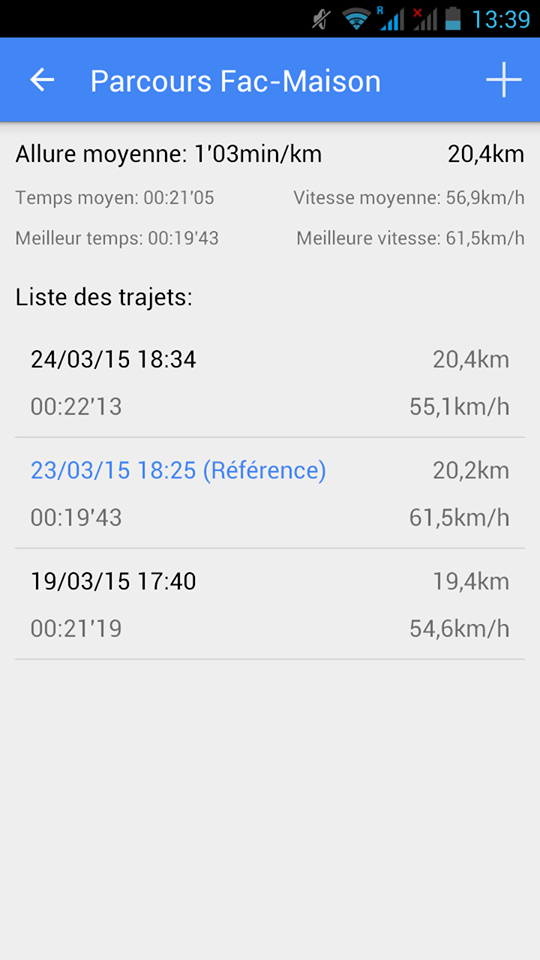 R 13:39
Parcours Fac-Maison
Allure moyenne: 1'03min/km 20,4km
Temps moyen: 00:21'05 Vitesse moyenne: 56,9km/h
Meilleur temps: 00:19'43 Meilleure vitesse: 61,5km/h
Liste des trajets:
24/03/15 18:34 20,4km
00:22'13 55,1km/h
23/03/15 18:25 (Référence) 20,2km
00:19'43 61,5km/h
19/03/15 17:40 19,4km
00:21'19 54,6km/h